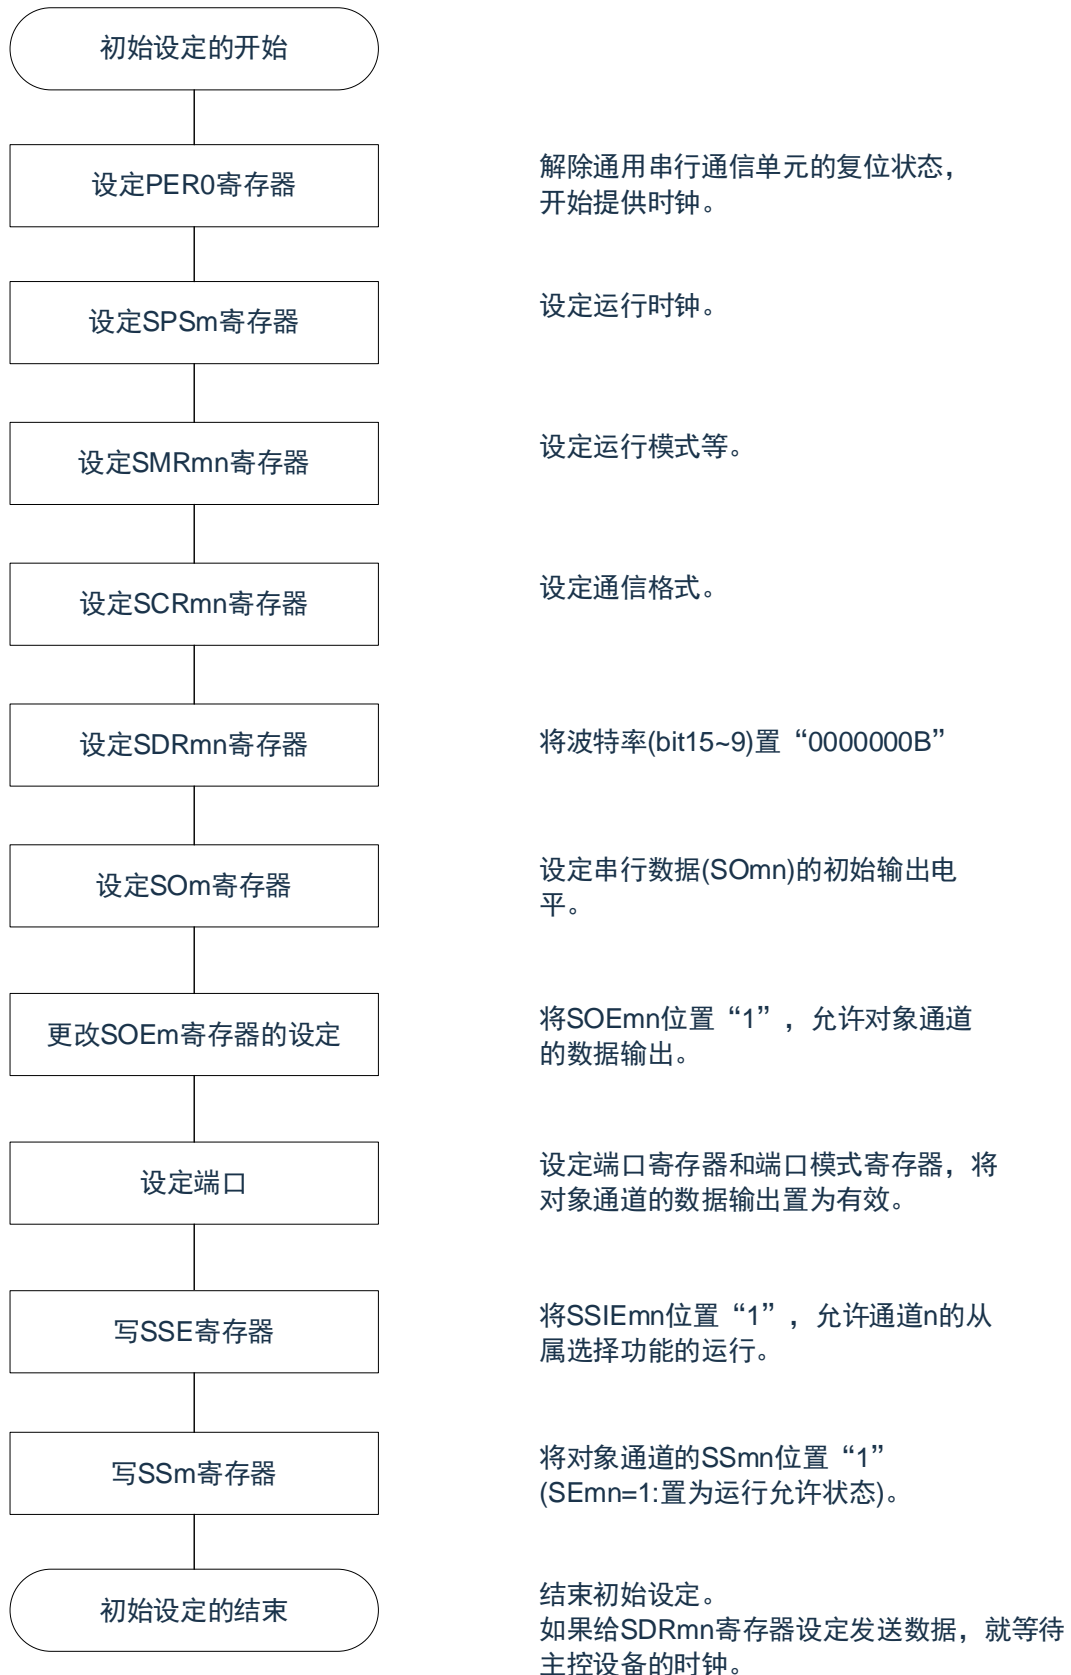 初始设定的开始
设定PER0寄存器
解除通用串行通信单元的复位状态，
开始提供时钟。
设定SPSm寄存器
设定运行时钟。
设定SMRmn寄存器
设定运行模式等。
设定SCRmn寄存器
设定通信格式。
设定SDRmn寄存器
将波特率(bit15~9)置“0000000B”
设定SOm寄存器
设定串行数据(SOmn)的初始输出电
平。
更改SOEm寄存器的设定
将SOEmn位置“1”，允许对象通道
的数据输出。
设定端口
设定端口寄存器和端口模式寄存器，将
对象通道的数据输出置为有效。
写SSE寄存器
将SSIEmn位置“1”，允许通道n的从
属选择功能的运行。
写SSm寄存器
将对象通道的SSmn位置“1”
(SEmn=1:置为运行允许状态)。
初始设定的结束
结束初始设定。
如果给SDRmn寄存器设定发送数据，就等待
主控设备的时钟。